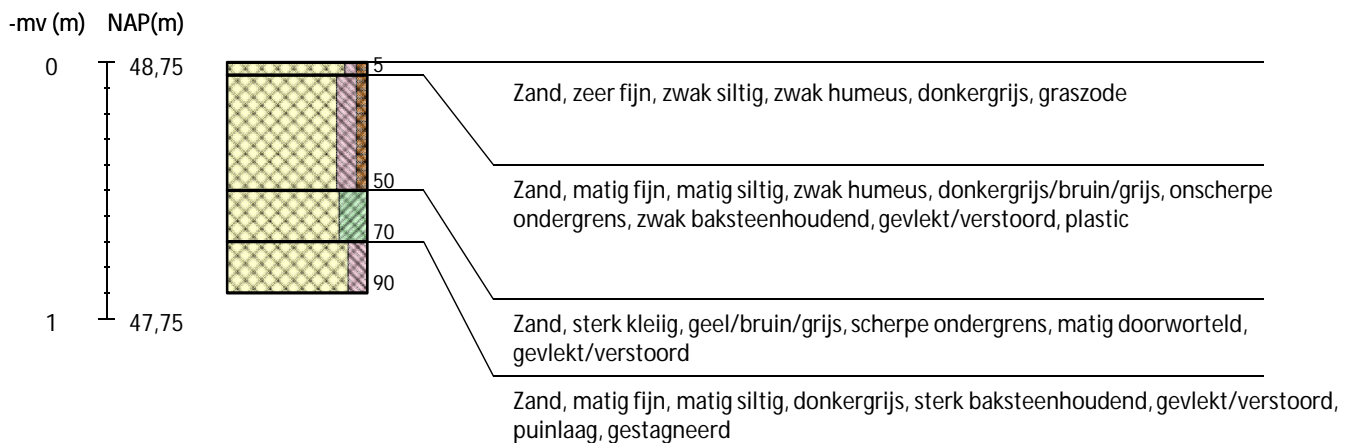 -mv (m) NAP(m)
0 48,75
5
Zand, zeer fijn, zwak siltig, zwak humeus, donkergrijs, graszode
50
Zand, matig fijn, matig siltig, zwak humeus, donkergrijs/bruin/grijs, onscherpe
ondergrens, zwak baksteenhoudend, gevlekt/verstoord, plastic
70
90
1 47,75
Zand, sterk kleiig, geel/bruin/grijs, scherpe ondergrens, matig doorworteld,
gevlekt/verstoord
Zand, matig fijn, matig siltig, donkergrijs, sterk baksteenhoudend, gevlekt/verstoord,
puinlaag, gestagneerd